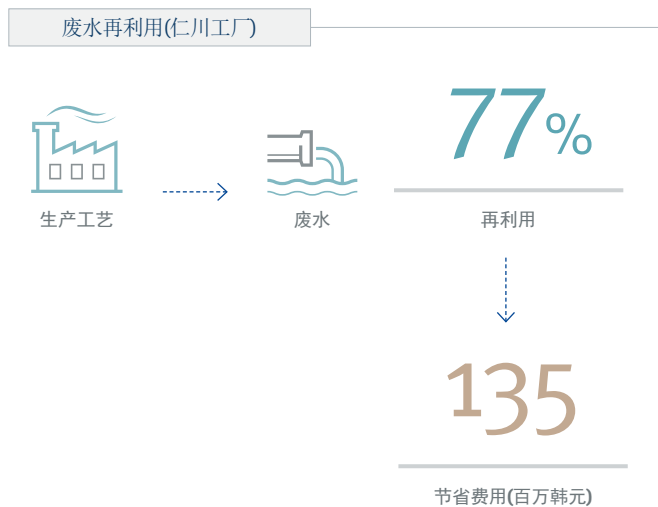 废水再利用(仁川工厂)
77%
生产工艺
废水
再利用
135
节省费用(百万韩元)